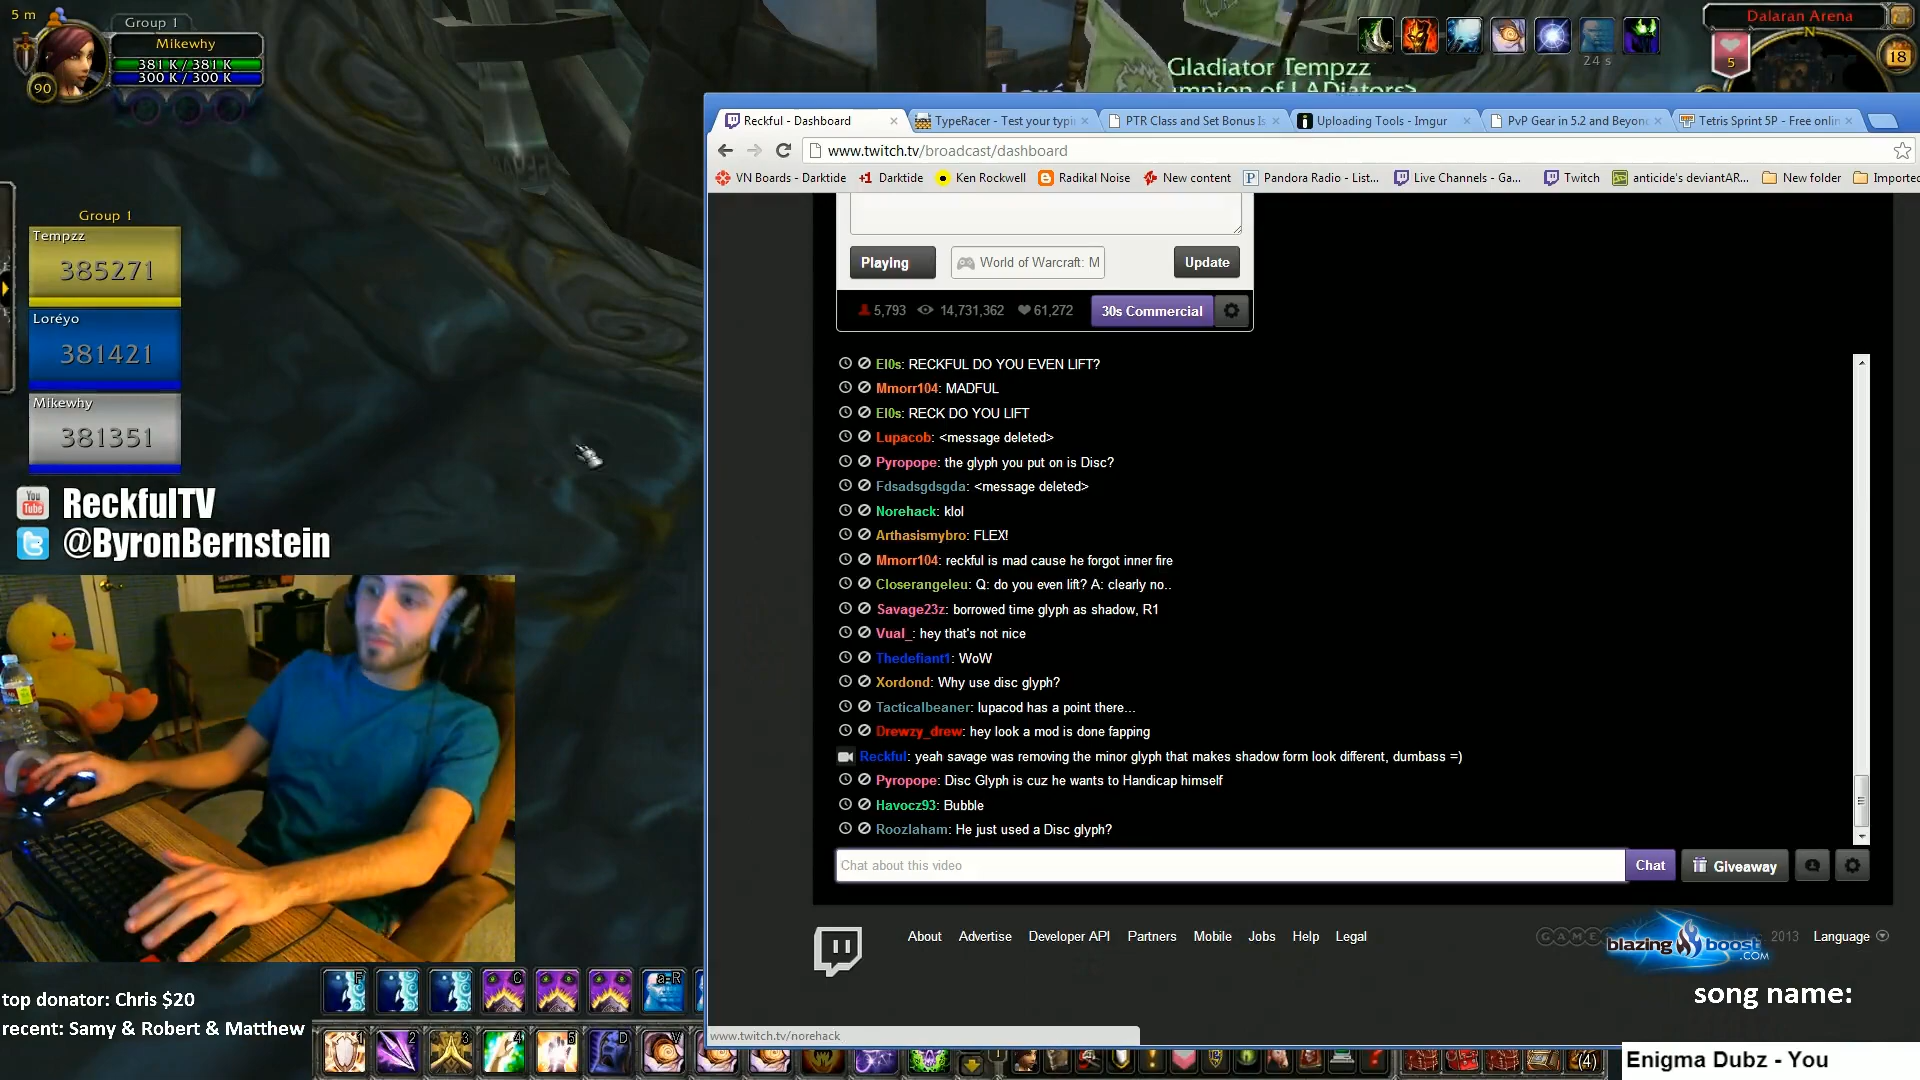 5 m
Group 1
Mikewhy
381 K / 381 K
300 K / 300 K
90
Gladiator Tempzz
24 s
Dalaran Arena
N
5
18
Group 1
Tempzz
385271
Loréyo
381421
Mikewhy
381351
You Tube ReckfulTV
@ByronBernstein
top donator: Chris $20
recent: Samy & Robert & Matthew
Reckful - Dashboard
TypeRacer - Test your typi
PTR Class and Set Bonus Is
Uploading Tools - Imgur
PvP Gear in 5.2 and Beyond
Tetris Sprint 5P - Free onlin
www.twitch.tv/broadcast/dashboard
VN Boards - Darktide
+1 Darktide
Ken Rockwell
Radikal Noise
New content
P Pandora Radio - List...
Live Channels - Ga...
Twitch
anticide's deviantAR...
New folder
Imported
Playing
World of Warcraft: M
Update
5,793 14,731,362 61,272
30s Commercial
El0s: RECKFUL DO YOU EVEN LIFT?
Mmorr104: MADFUL
El0s: RECK DO YOU LIFT
Lupacob: <message deleted>
Pyropope: the glyph you put on is Disc?
Fdsadsgdsgda: <message deleted>
Norehack: klol
Arthasismybro: FLEX!
Mmorr104: reckful is mad cause he forgot inner fire
Closerangeleu: Q: do you even lift? A: clearly no..
Savage23z: borrowed time glyph as shadow, R1
Vual_: hey that's not nice
Thedefiant1: WoW
Xordond: Why use disc glyph?
Tacticalbeaner: lupacod has a point there...
Drewzy_drew: hey look a mod is done fapping
Reckful: yeah savage was removing the minor glyph that makes shadow form look different, dumbass =)
Pyropope: Disc Glyph is cuz he wants to Handicap himself
Havocz93: Bubble
Roozlaham: He just used a Disc glyph?
Chat about this video
Chat
Giveaway
About
Advertise
Developer API
Partners
Mobile
Jobs
Help
Legal
GAME
blazing boost
.COM
2013
Language
song name:
Enigma Dubz - You
www.twitch.tv/norehack
F
C
a-R
1
2
3
4
5
D
V
(4)